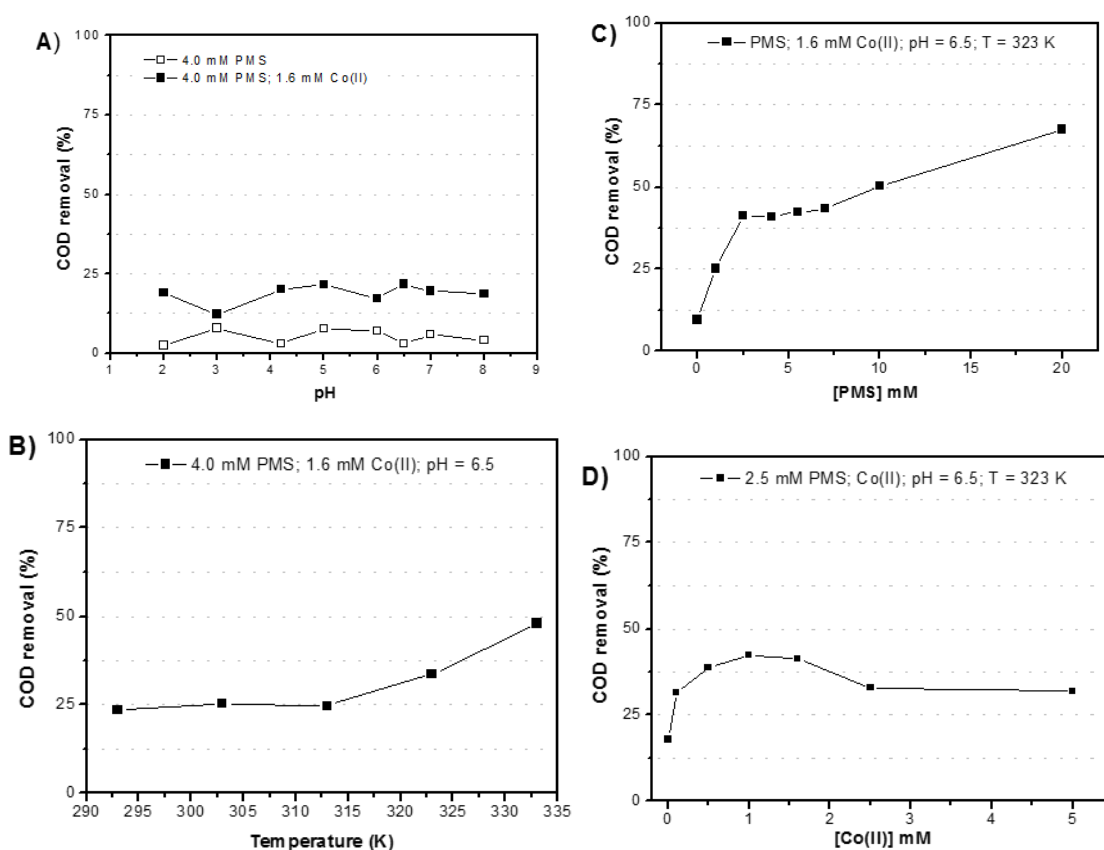 A)
100
75
50
25
0
COD removal (%)
4.0 mM PMS
4.0 mM PMS; 1.6 mM Co(II)
1 2 3 4 5 6 7 8 9
pH
B)
100
75
50
25
0
COD removal (%)
4.0 mM PMS; 1.6 mM Co(II); pH = 6.5
290 295 300 305 310 315 320 325 330 335
Temperature (K)
C)
100
75
50
25
0
COD removal (%)
PMS; 1.6 mM Co(II); pH = 6.5; T = 323 K
0 5 10 15 20
[PMS] mM
D)
100
75
50
25
0
COD removal (%)
2.5 mM PMS; Co(II); pH = 6.5; T = 323 K
0 1 2 3 4 5
[Co(II)] mM